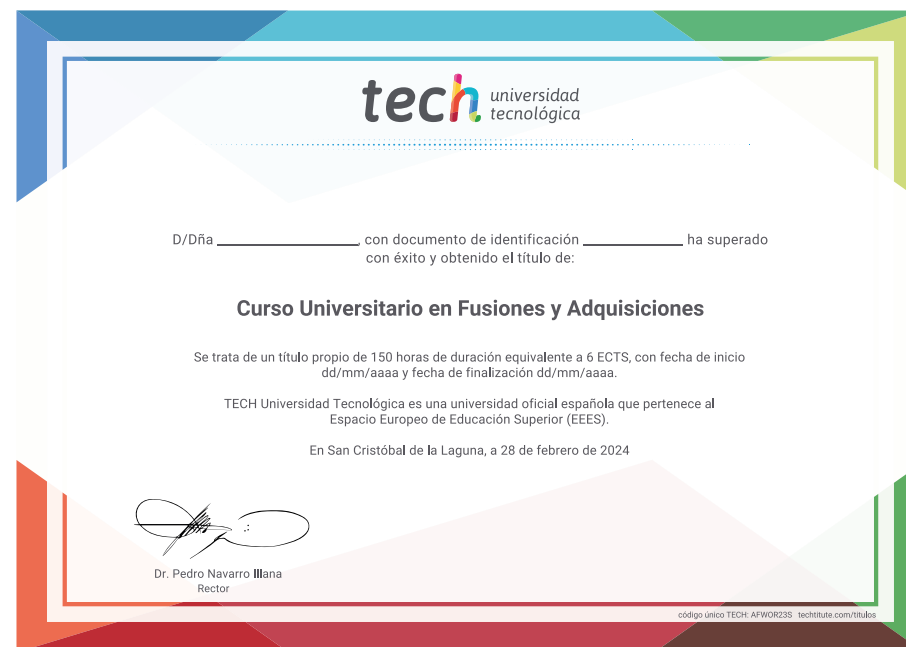 tech universidad
tecnológica
D/Dña ____________________, con documento de identificación ______________ ha superado
con éxito y obtenido el título de:
Curso Universitario en Fusiones y Adquisiciones
Se trata de un título propio de 150 horas de duración equivalente a 6 ECTS, con fecha de inicio
dd/mm/aaaa y fecha de finalización dd/mm/aaaa.
TECH Universidad Tecnológica es una universidad oficial española que pertenece al
Espacio Europeo de Educación Superior (EEES).
En San Cristóbal de la Laguna, a 28 de febrero de 2024
Dr. Pedro Navarro Illana
Rector
código único TECH: AFWOR23S techtitute.com/titulos